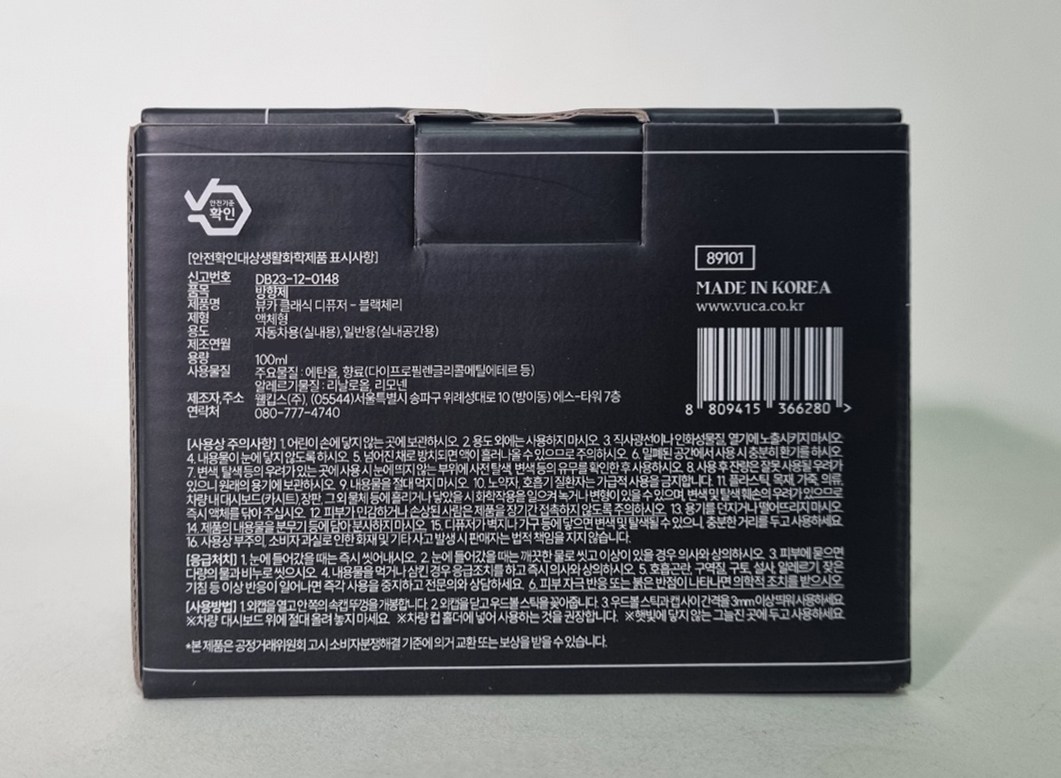 안전기준
확인
[안전확인대상생활화학제품 표시사항]
신고번호 DB23-12-0148
품목 방향제
제품명 뷰카 클래식 디퓨저 - 블랙체리
제형 액체형
용도 자동차용(실내용),일반용(실내공간용)
제조연월
용량 100ml
사용물질 주요물질 : 에탄올, 향료(다이프로필렌글리콜메틸에테르 등)
알레르기물질 : 리날로올, 리모넨
제조자,주소 웰킵스(주), (05544)서울특별시 송파구 위례성대로 10 (방이동) 에스-타워 7층
연락처 080-777-4740
89101
MADE IN KOREA
www.vuca.co.kr
8 809415 366280 >
[사용상 주의사항] 1. 어린이 손에 닿지 않는 곳에 보관하시오. 2. 용도 외에는 사용하지 마시오. 3. 직사광선이나 인화성물질, 열기에 노출시키지 마시오.
4. 내용물이 눈에 닿지 않도록 하시오. 5. 넘어진 채로 방치되면 액이 흘러나올 수 있으므로 주의하시오. 6. 밀폐된 공간에서 사용 시 충분히 환기를 하시오.
7. 변색, 탈색 등의 우려가 있는 곳에 사용 시 눈에 띄지 않는 부위에 사전 탈색, 변색 등의 유무를 확인한 후 사용하시오. 8. 사용 후 잔량은 잘못 사용될 우려가
있으니 원래의 용기에 보관하시오. 9. 내용물을 절대 먹지 마시오. 10. 노약자, 호흡기 질환자는 가급적 사용을 금지합니다. 11. 플라스틱, 목재, 가죽, 의류,
차량 내 대시보드(카시트), 장판, 그 외 물체 등에 흘리거나 닿았을 시 화학작용을 일으켜 녹거나 변형이 있을 수 있으며, 변색 및 탈색 훼손의 우려가 있으므로
즉시 액체를 닦아 주십시오. 12. 피부가 민감하거나 손상된 사람은 제품을 장기간 접촉하지 않도록 주의하시오. 13. 용기를 던지거나 떨어뜨리지 마시오.
14. 제품의 내용물을 분무기 등에 담아 분사하지 마시오. 15. 디퓨저가 벽지나 가구 등에 닿으면 변색 및 탈색될 수 있으니, 충분한 거리를 두고 사용하세요.
16. 사용상 부주의, 소비자 과실로 인한 화재 및 기타 사고 발생 시 판매자는 법적 책임을 지지 않습니다.
[응급처치] 1. 눈에 들어갔을 때는 즉시 씻어내시오. 2. 눈에 들어갔을 때는 깨끗한 물로 씻고 이상이 있을 경우 의사와 상의하시오. 3. 피부에 묻으면
다량의 물과 비누로 씻으시오. 4. 내용물을 먹거나 삼킨 경우 응급조치를 하고 즉시 의사와 상의하시오. 5. 호흡곤란, 구역질, 구토, 설사, 알레르기, 잦은
기침 등 이상 반응이 일어나면 즉각 사용을 중지하고 전문의와 상담하세요. 6. 피부 자극 반응 또는 붉은 반점이 나타나면 의학적 조치를 받으시오
[사용방법] 1. 외캡을 열고 안쪽의 속캡 뚜껑을 개봉합니다. 2. 외캡을 닫고 우드볼 스틱을 꽂아줍니다. 3. 우드볼 스틱과 캡 사이 간격을 3mm 이상 띄워 사용하세요.
※차량 대시보드 위에 절대 올려 놓지 마세요. ※차량 컵 홀더에 넣어 사용하는 것을 권장합니다. ※햇빛에 닿지 않는 그늘진 곳에 두고 사용하세요.
*본 제품은 공정거래위원회 고시 소비자분쟁해결 기준에 의거 교환 또는 보상을 받을 수 있습니다.